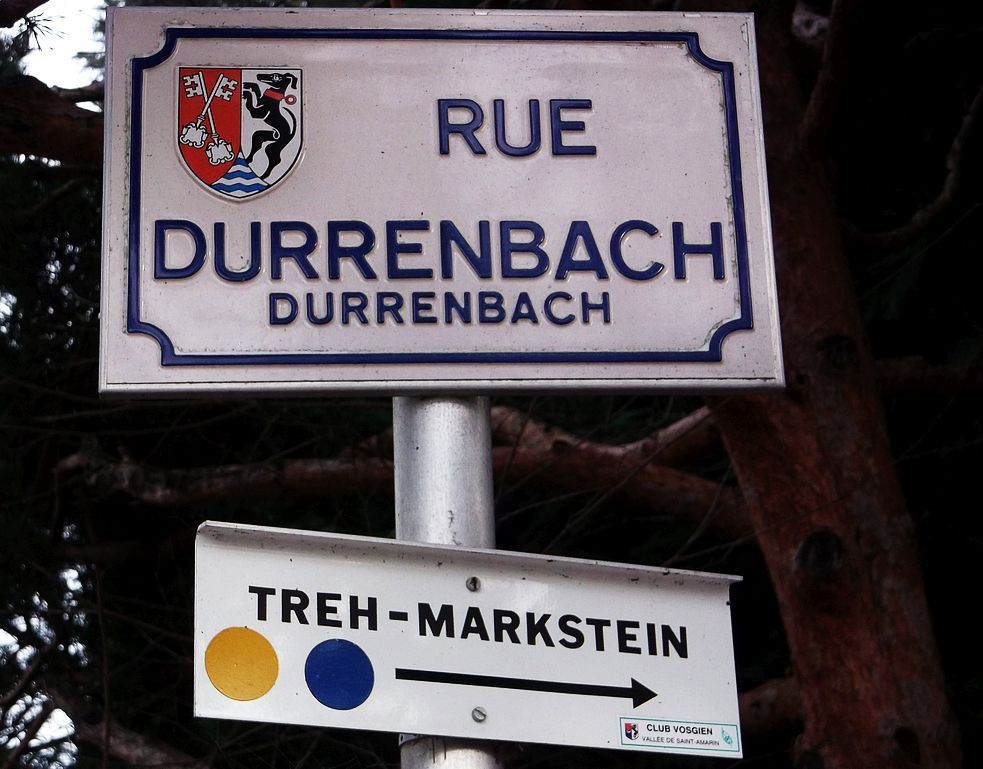 RUE
DURRENBACH
DURRENBACH
TREH-MARKSTEIN
CLUB VOSGIEN
VALLÉE DE SAINT-AMARIN